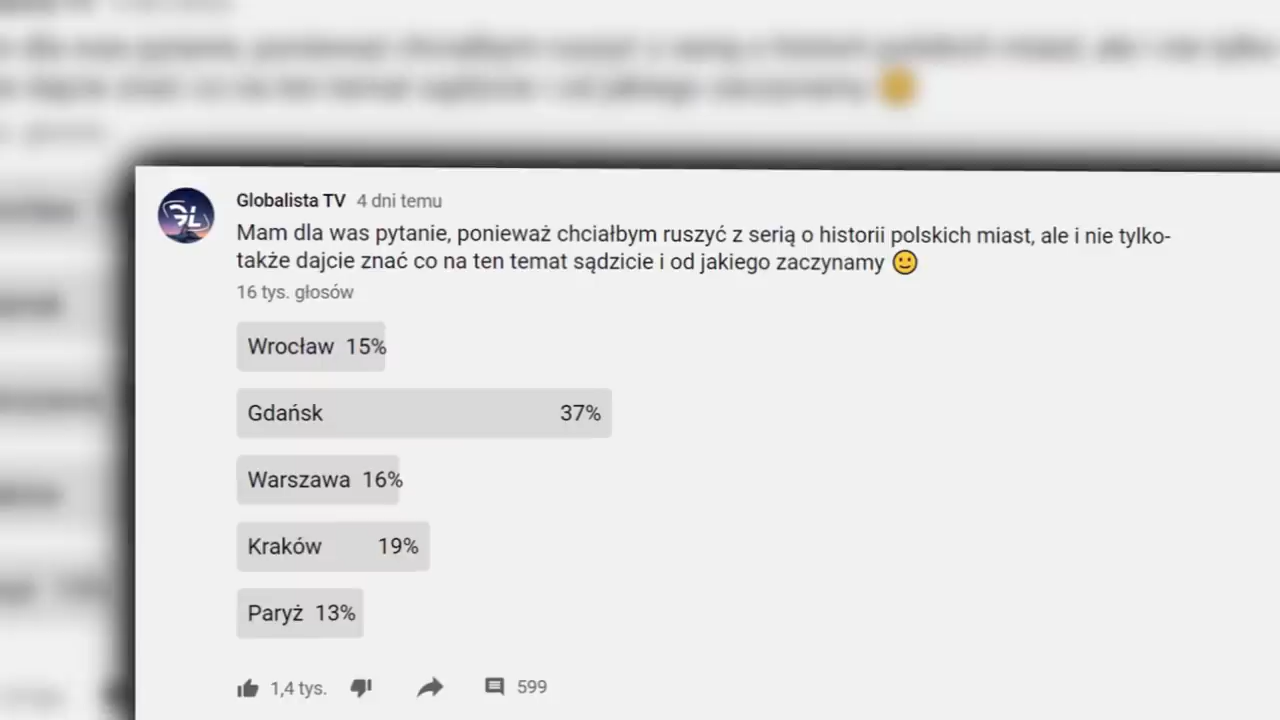 Globalista TV 4 dni temu
Mam dla was pytanie, ponieważ chciałbym ruszyć z serią o historii polskich miast, ale i nie tylko-
także dajcie znać co na ten temat sądzicie i od jakiego zaczynamy 🙂
16 tys. głosów
Wrocław 15%
Gdańsk 37%
Warszawa 16%
Kraków 19%
Paryż 13%
1,4 tys. 599